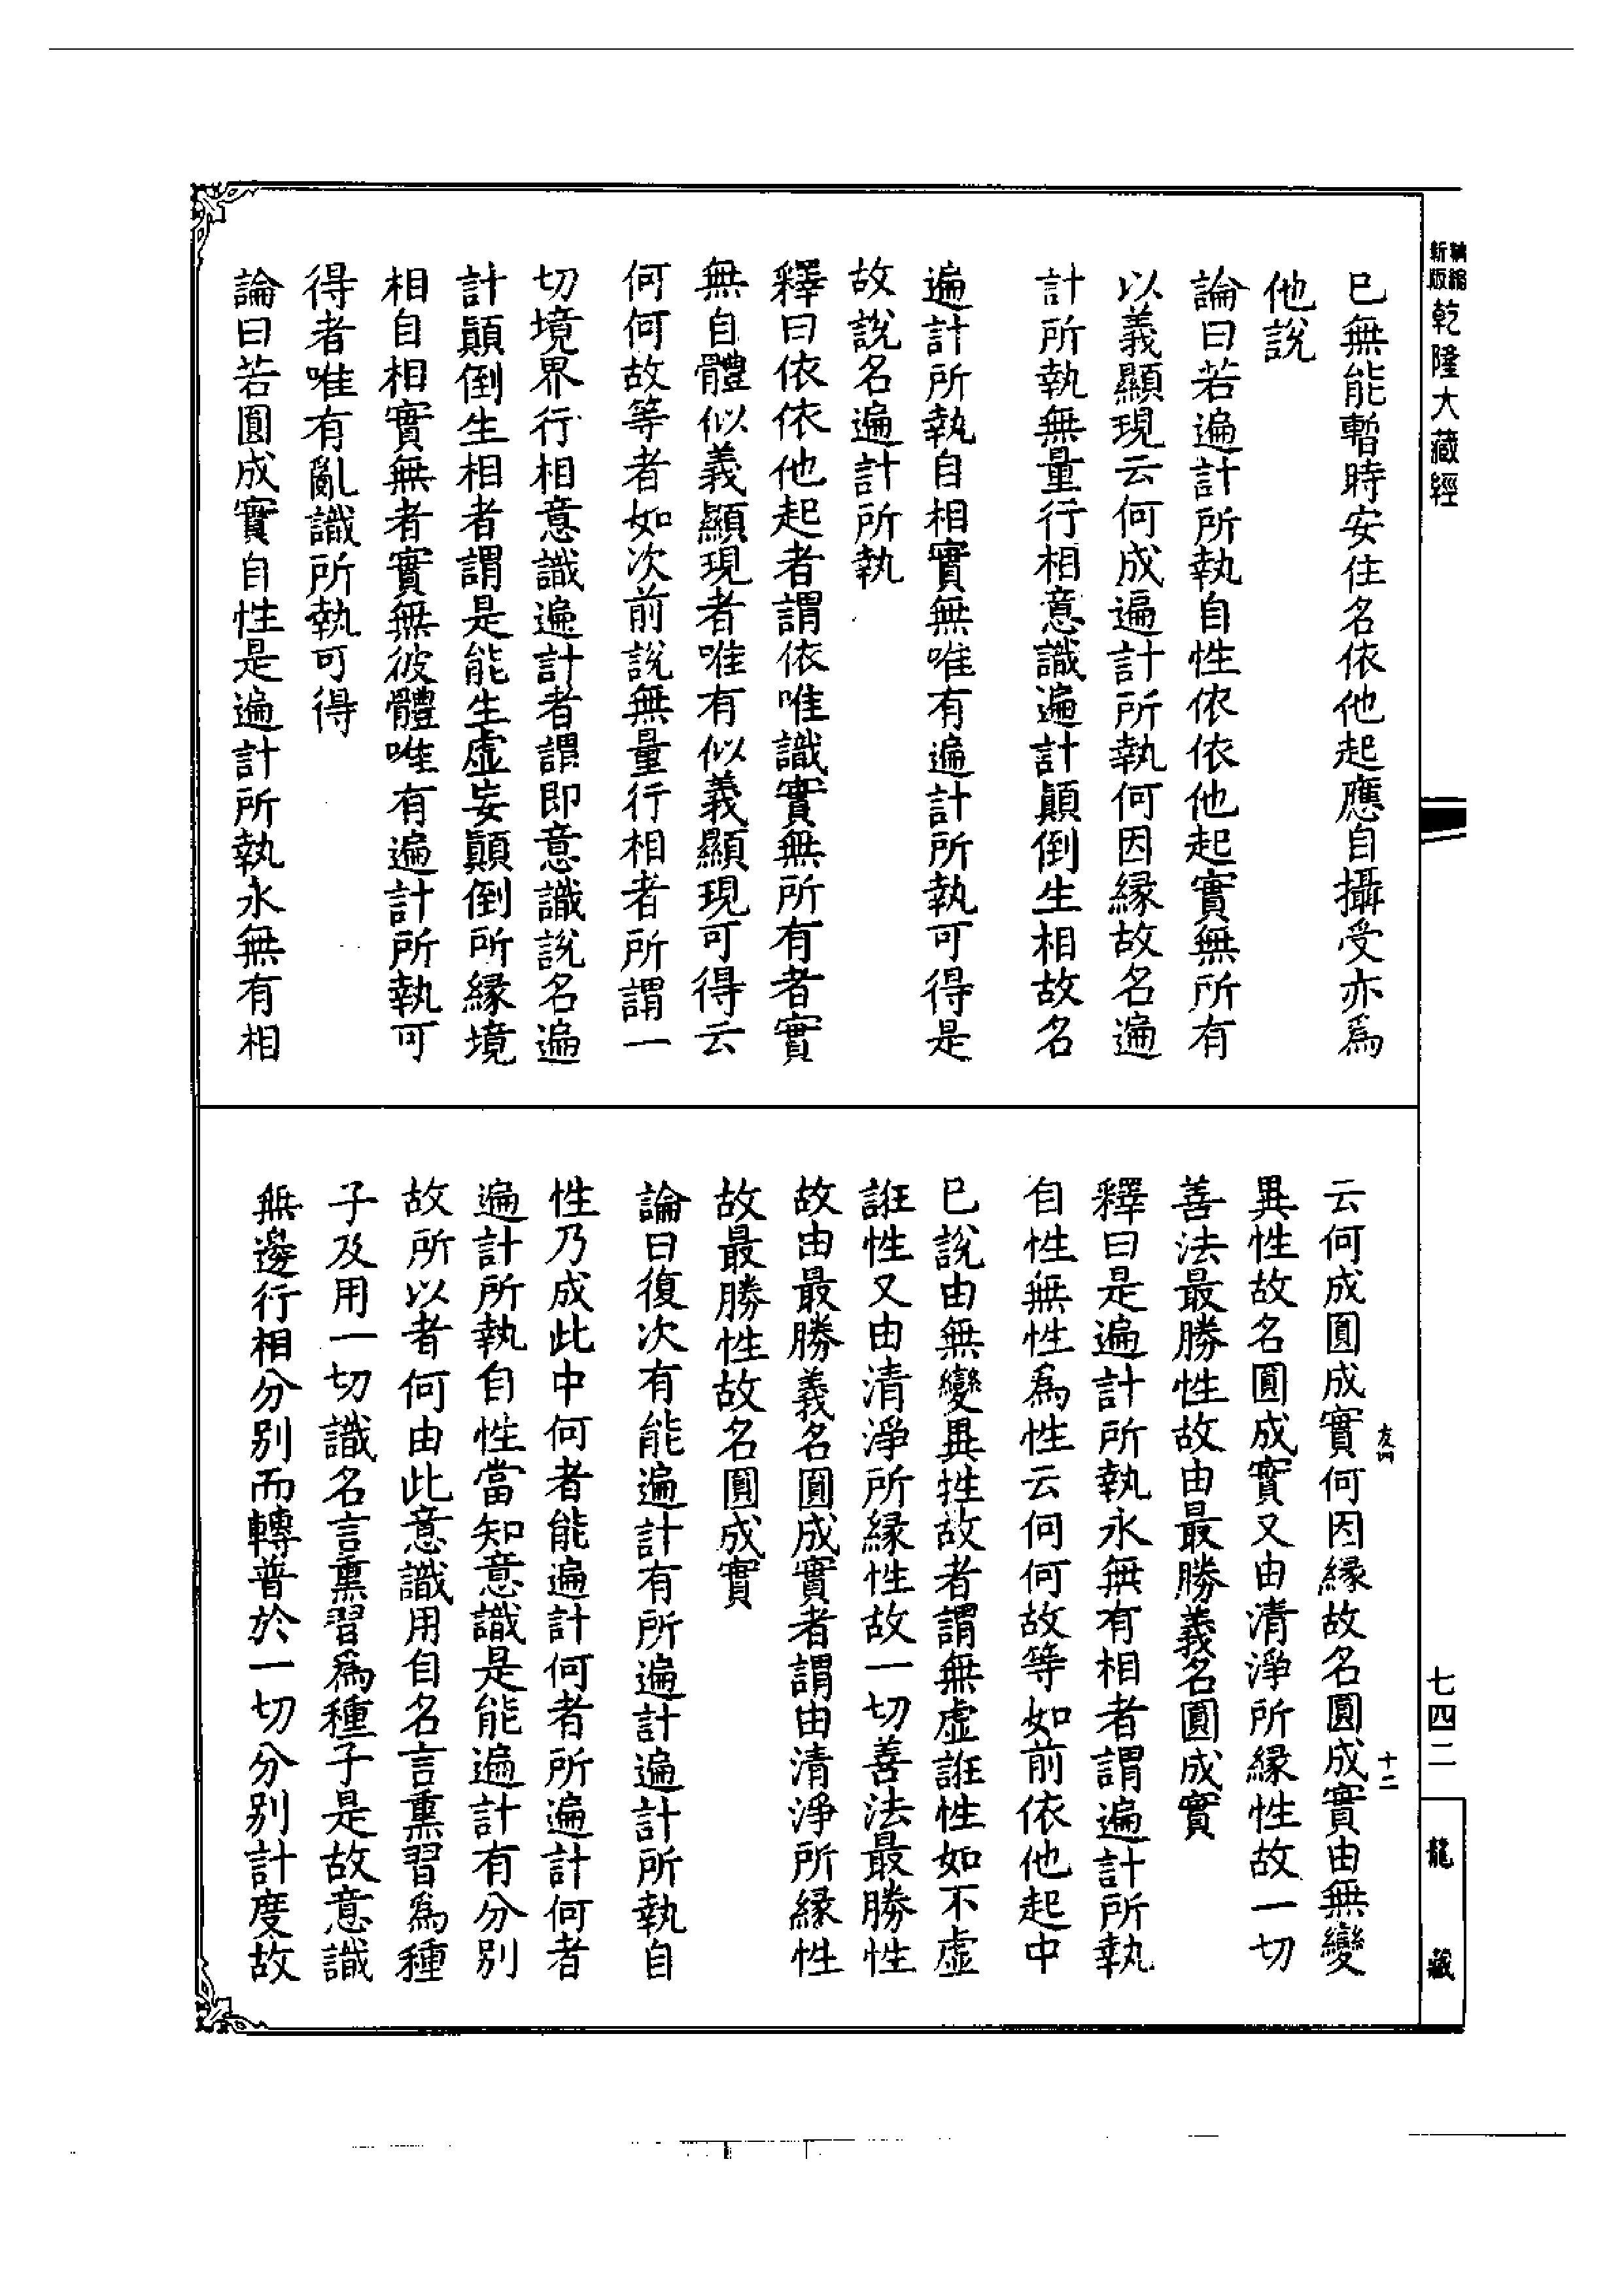 新縮
版縮
乾隆大藏經
巳無能暫時安住名依他起應自攝受亦為
他說
論曰若遍計所執自性依依他起實無所有
以義顯現云何成遍計所執何因緣故名遍
計所執無量行相意識遍計顛倒生相故名
遍計所執自相實無唯有遍計所執可得是
故說名遍計所執
釋曰依依他起者謂依唯識實無所有者實
無自體似義顯現者唯有似義顯現可得云
何何故等者如次前說無量行相者所謂一
切境界行相意識遍計者謂即意識說名遍
計顛倒生相者謂是能生虛妄顛倒所緣境
相自相實無者實無彼體唯有遍計所執可
得者唯有亂識所執可得
論曰若圓成實自性是遍計所執永無有相
云何成圓成實何因緣故名圓成實由無變
異性故名圓成實又由清淨所緣性故一切
善法最勝性故由最勝義名圓成實
釋曰是遍計所執永無有相者謂遍計所執
自性無性為性云何何故等如前依他起中
巳說由無變異性故者謂無虛誑性如不虛
誑性又由清淨所緣性故一切善法最勝性
故由最勝義名圓成實者謂由清淨所緣性
故最勝性故名圓成實
論曰復次有能遍計有所遍計遍計所執自
性乃成此中何者能遍計何者所遍計何者
遍計所執自性當知意識是能遍計有分別
故所以者何由此意識用自名言熏習為種
子及用一切識名言熏習為種子是故意識
無邊行相分別而轉普於一切分別計度故
友四
十二
七四二
龍藏